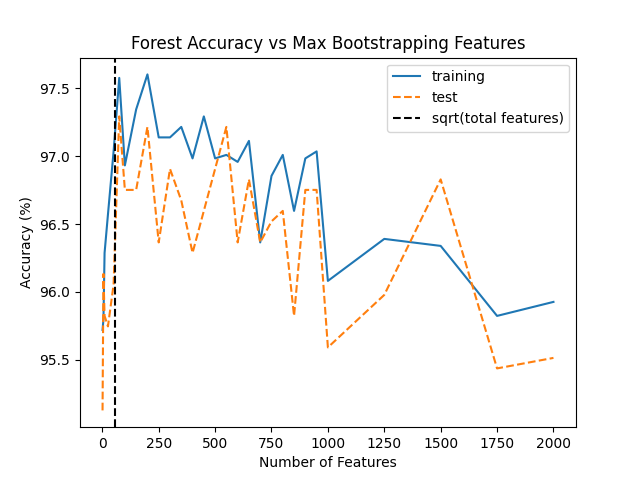 Forest Accuracy vs Max Bootstrapping Features
training
test
sqrt(total features)
97.5
97.0
96.5
96.0
95.5
Accuracy (%)
0 250 500 750 1000 1250 1500 1750 2000
Number of Features